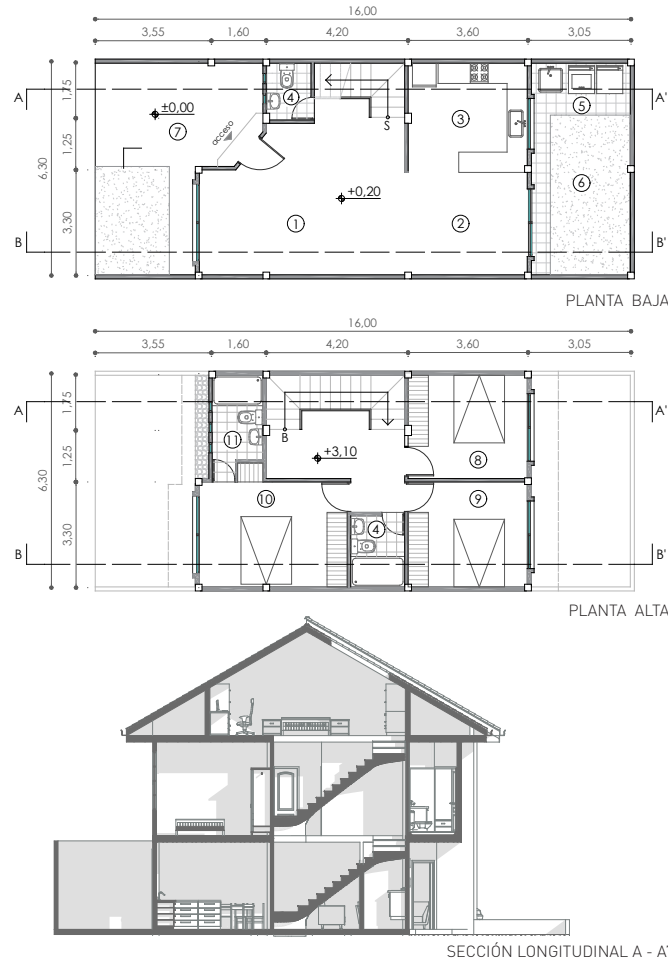 16,00
3,55 1,60 4,20 3,60 3,05
A A'
6,30
1,75
1,25
3,30
±0,00
7
acceso
4
S
3
5
6
+0,20
1
2
B B'
PLANTA BAJA
16,00
3,55 1,60 4,20 3,60 3,05
A A'
6,30
1,75
1,25
3,30
11
B
+3,10
8
10
4
9
B B'
PLANTA ALTA
SECCIÓN LONGITUDINAL A - A'